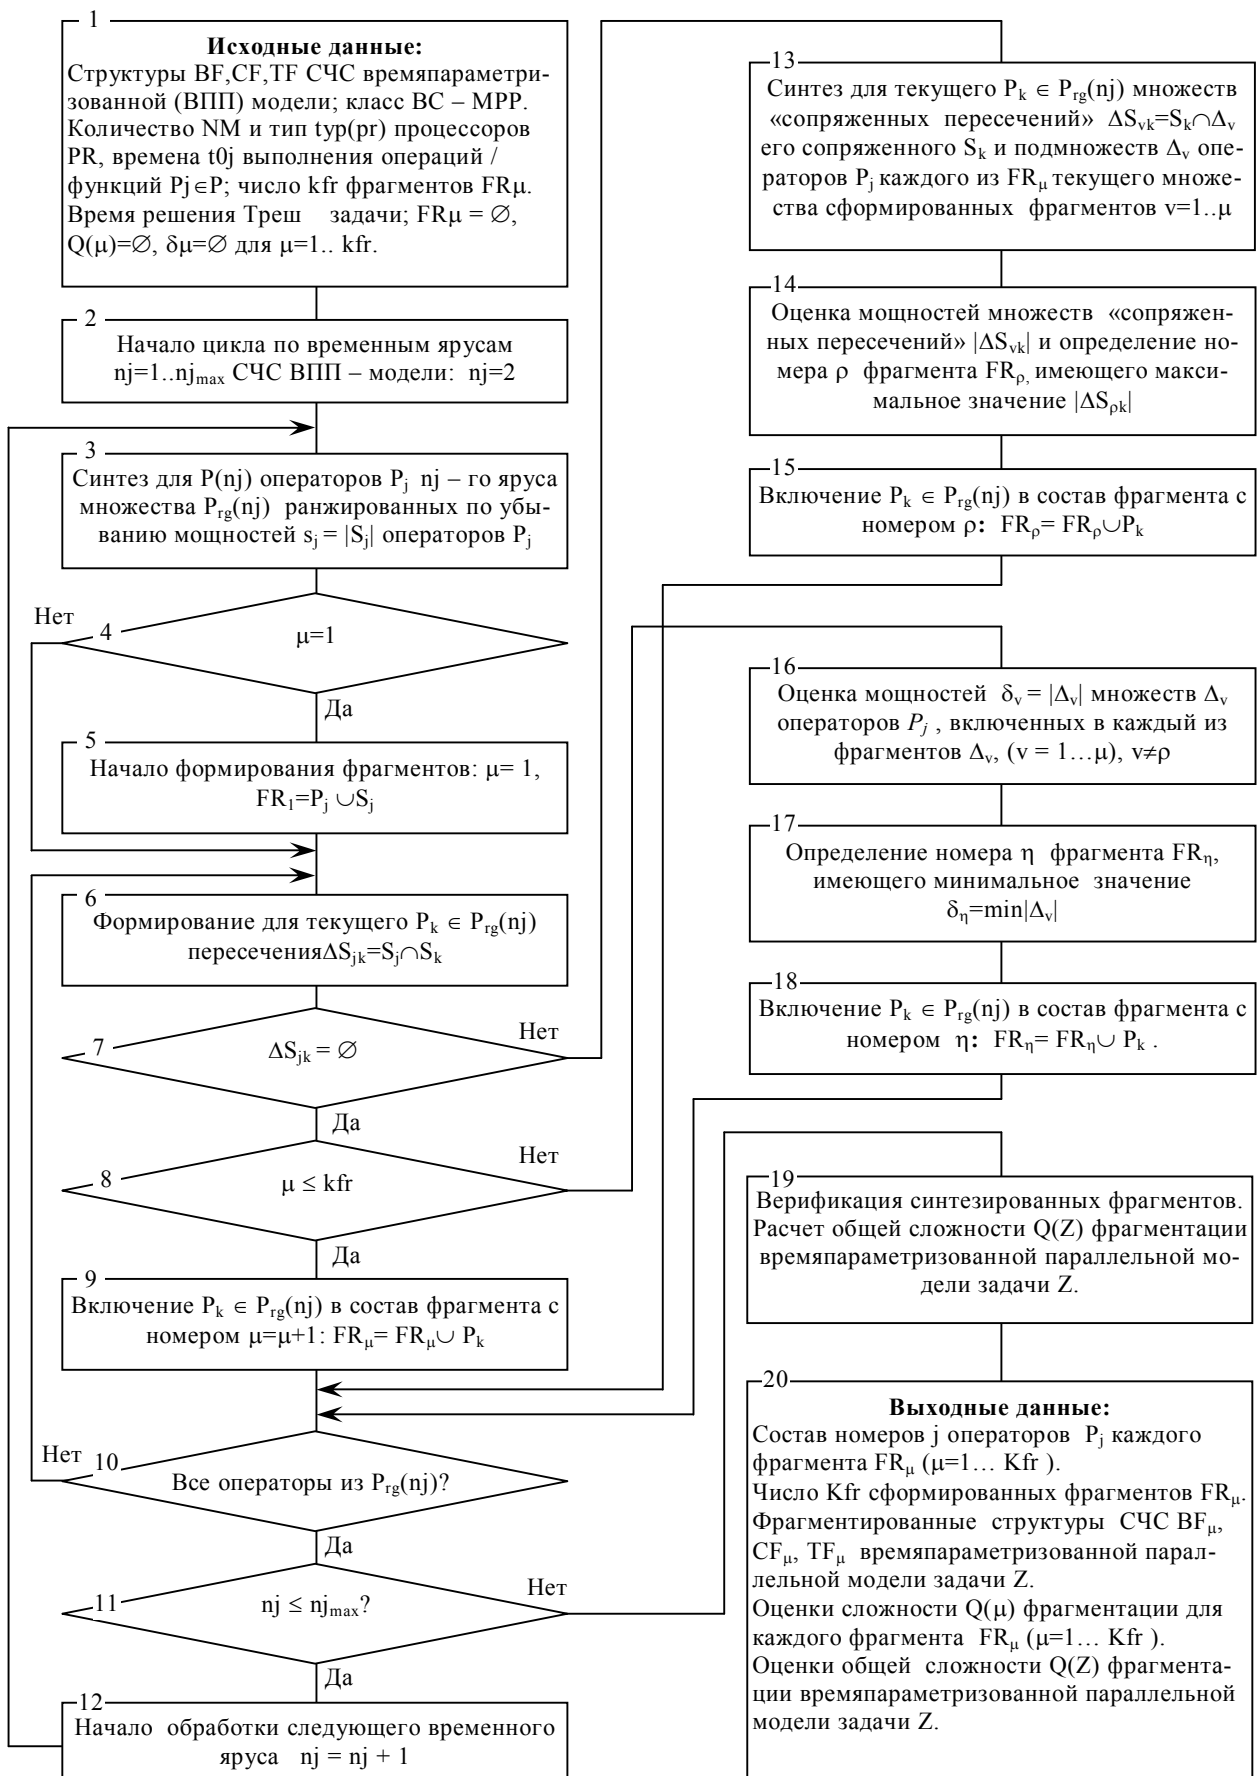 1
Исходные данные:
Структуры BF,CF,TF СЧС времяпараметри-
зованной (ВПП) модели; класс ВС – МРР.
Количество NM и тип typ(pr) процессоров
PR, времена t0j выполнения операций /
функций Pj∈P; число kfr фрагментов FRμ.
Время решения Tреш задачи; FRμ = ∅,
Q(μ)=∅, δμ=∅ для μ=1.. kfr.
2
Начало цикла по временным ярусам
nj=1..njmax СЧС ВПП – модели: nj=2
3
Синтез для P(nj) операторов Pj nj – го яруса
множества Prg(nj) ранжированных по убы-
ванию мощностей sj = |Sj| операторов Pj
Нет
4
μ=1
Да
5
Начало формирования фрагментов: μ= 1,
FR1=Pj ∪Sj
6
Формирование для текущего Pk ∈ Prg(nj)
пересеченияΔSjk=Sj∩Sk
Нет
7
ΔSjk = ∅
Да
Нет
8
μ ≤ kfr
Да
9
Включение Pk ∈ Prg(nj) в состав фрагмента с
номером μ=μ+1: FRμ= FRμ∪ Pk
Нет
10
Все операторы из Prg(nj)?
Да
Нет
11
nj ≤ njmax?
Да
12
Начало обработки следующего временного
яруса nj = nj + 1
13
Синтез для текущего Pk ∈ Prg(nj) множеств
«сопряженных пересечений» ΔSvk=Sk∩Δv
его сопряженного Sk и подмножеств Δv опе-
раторов Pj каждого из FRμ текущего множе-
ства сформированных фрагментов v=1..μ
14
Оценка мощностей множеств «сопряжен-
ных пересечений» |ΔSvk| и определение но-
мера ρ фрагмента FRρ, имеющего макси-
мальное значение |ΔSρk|
15
Включение Pk ∈ Prg(nj) в состав фрагмента с
номером ρ: FRρ= FRρ∪Pk
16
Оценка мощностей δv = |Δv| множеств Δv
операторов Pj , включенных в каждый из
фрагментов Δv, (v = 1…μ), v≠ρ
17
Определение номера η фрагмента FRη,
имеющего минимальное значение
δη=min|Δv|
18
Включение Pk ∈ Prg(nj) в состав фрагмента с
номером η: FRη= FRη∪ Pk .
19
Верификация синтезированных фрагментов.
Расчет общей сложности Q(Z) фрагментации
времяпараметризованной параллельной мо-
дели задачи Z.
20
Выходные данные:
Состав номеров j операторов Pj каждого
фрагмента FRμ (μ=1… Kfr ).
Число Kfr сформированных фрагментов FRμ.
Фрагментированные структуры СЧС BFμ,
CFμ, TFμ времяпараметризованной парал-
лельной модели задачи Z.
Оценки сложности Q(μ) фрагментации для
каждого фрагмента FRμ (μ=1… Kfr ).
Оценки общей сложности Q(Z) фрагмента-
ции времяпараметризованной параллельной
модели задачи Z.